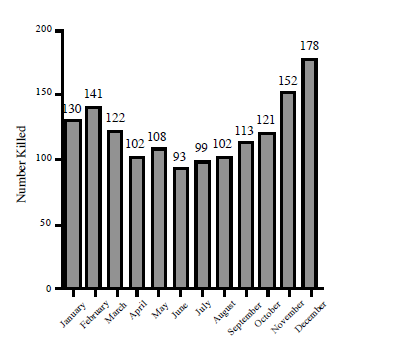 Number Killed
200
150
100
50
0
130
141
122
102
108
93
99
102
113
121
152
178
January
February
March
April
May
June
July
August
September
October
November
December